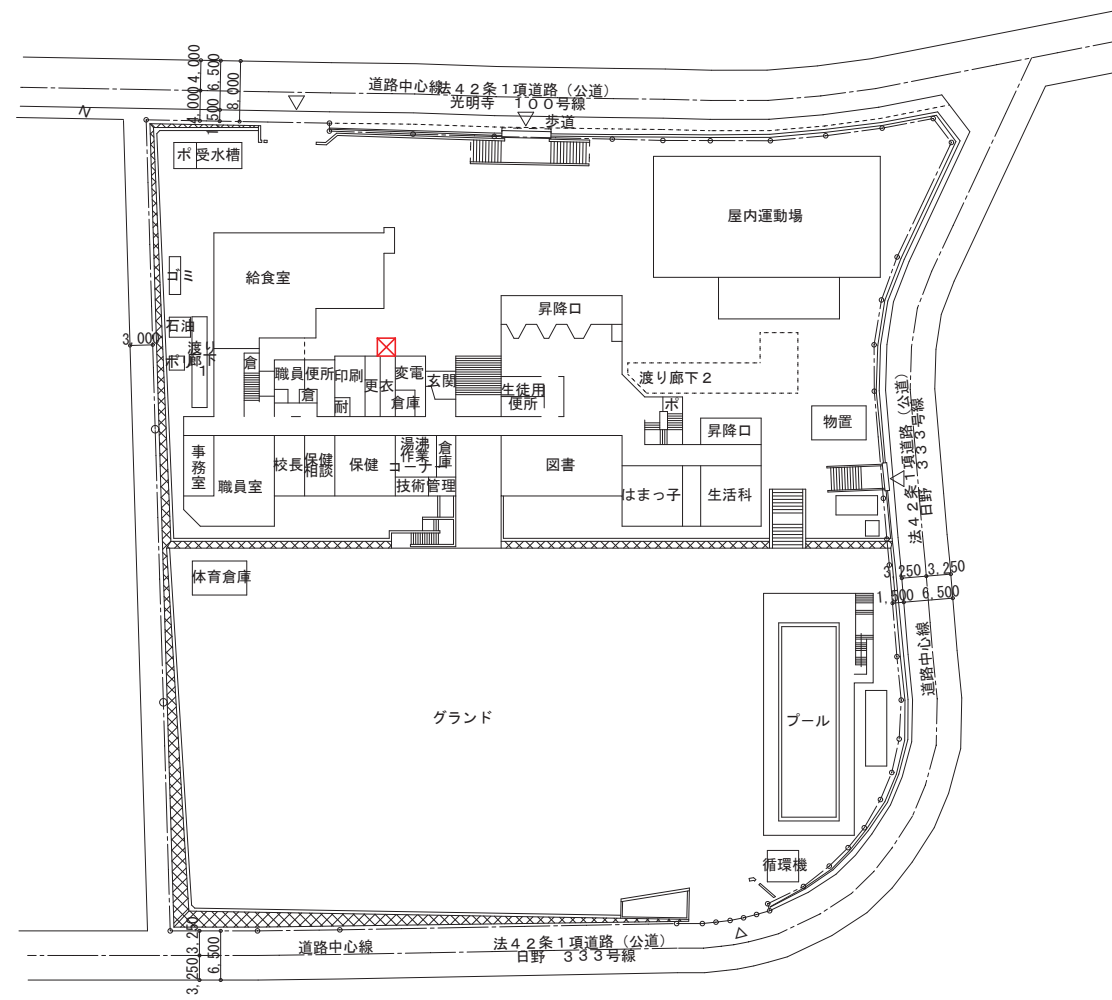 4,000
6,500
8,000
4,000
1,500
道路中心線
法42条1項道路（公道）
光明寺　100号線
歩道
N
ポ
受水槽
屋内運動場
給食室
ゴミ
昇降口
石油
3,000
渡り
廊下
1
ポ
倉
職員
便所
印刷
更
衣
変電
玄関
倉
耐
倉庫
生徒用
便所
渡り廊下2
ポ
物置
昇降口
法42条1項道路（公道）
日野　333号線
事務室
職員室
校長
保健
相談
保健
湯沸
作業
コーナー
倉庫
技術
管理
図書
はまっ子
生活科
体育倉庫
3,250
3,250
1,500
6,500
道路中心線
グランド
プール
循環機
3,250
3,250
6,500
道路中心線
法42条1項道路（公道）
日野　333号線